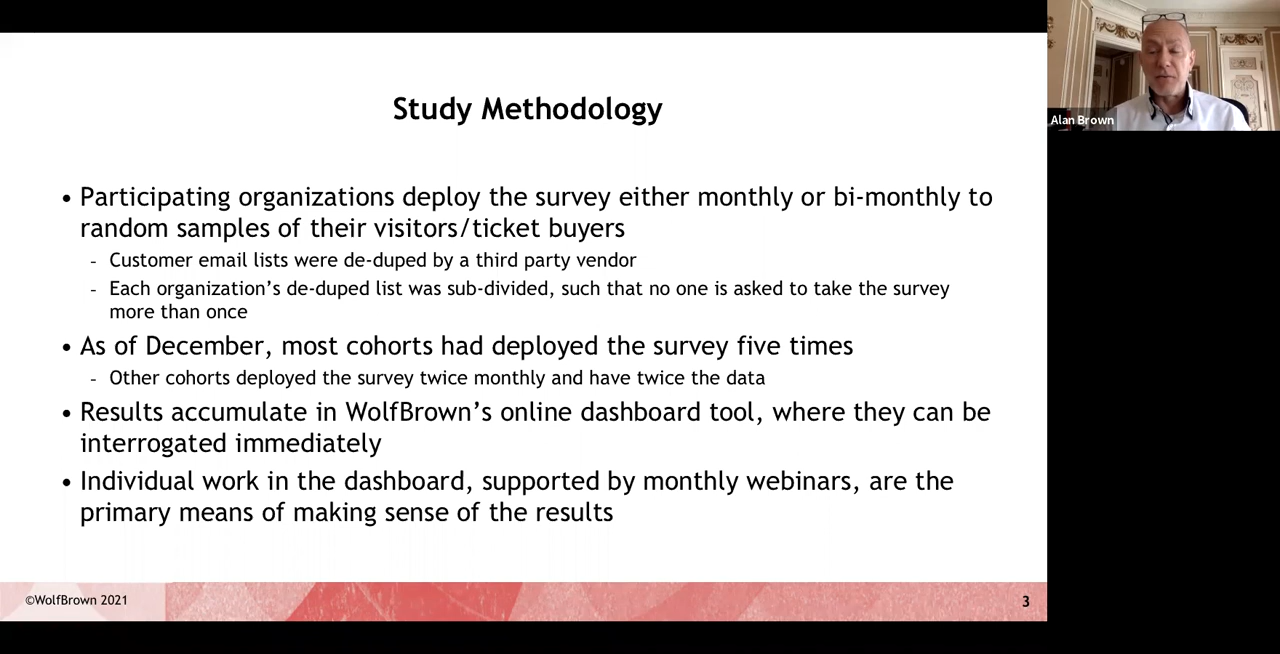 Study Methodology
• Participating organizations deploy the survey either monthly or bi-monthly to
random samples of their visitors/ticket buyers
- Customer email lists were de-duped by a third party vendor
- Each organization's de-duped list was sub-divided, such that no one is asked to take the survey
more than once
• As of December, most cohorts had deployed the survey five times
- Other cohorts deployed the survey twice monthly and have twice the data
• Results accumulate in WolfBrown's online dashboard tool, where they can be
interrogated immediately
• Individual work in the dashboard, supported by monthly webinars, are the
primary means of making sense of the results
©WolfBrown 2021
3
Alan Brown